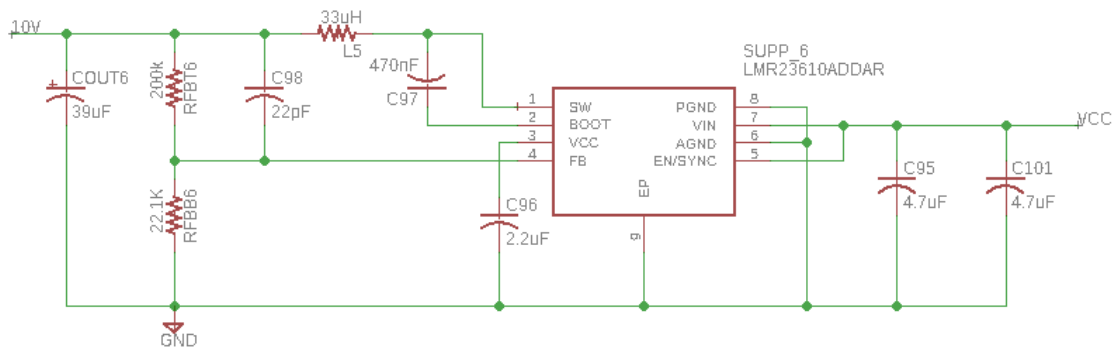 10V
33uH
L5
COUT6
39uF
200k
RFBT6
C98
22pF
470nF
C97
SUPP_6
LMR23610ADDAR
1 SW PGND 8
2 BOOT VIN 7
3 VCC AGND 6
4 FB EN/SYNC 5
EP
9
VCC
22.1K
RFBB6
C96
2.2uF
C95
4.7uF
C101
4.7uF
GND